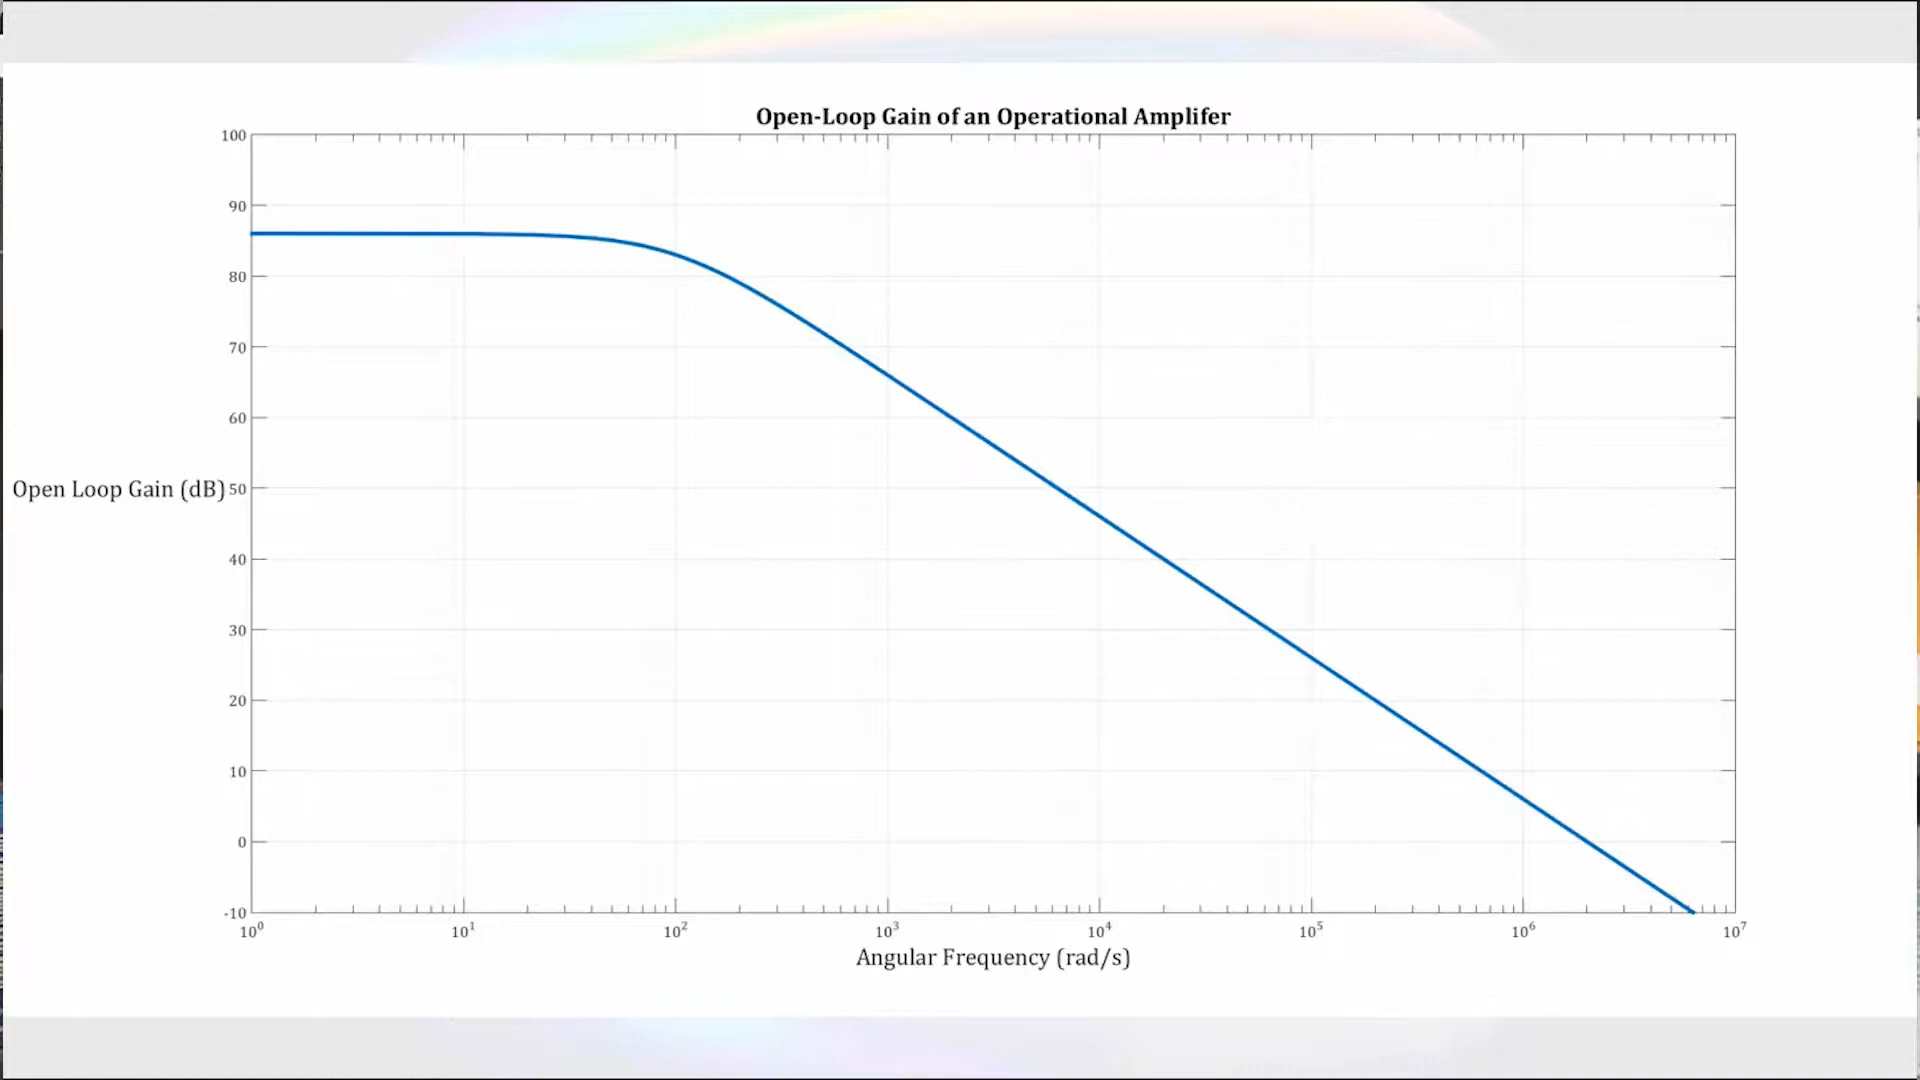 Open-Loop Gain of an Operational Amplifer
100
90
80
70
60
Open Loop Gain (dB) 50
40
30
20
10
0
-10
10⁰ 10¹ 10² 10³ 10⁴ 10⁵ 10⁶ 10⁷
Angular Frequency (rad/s)